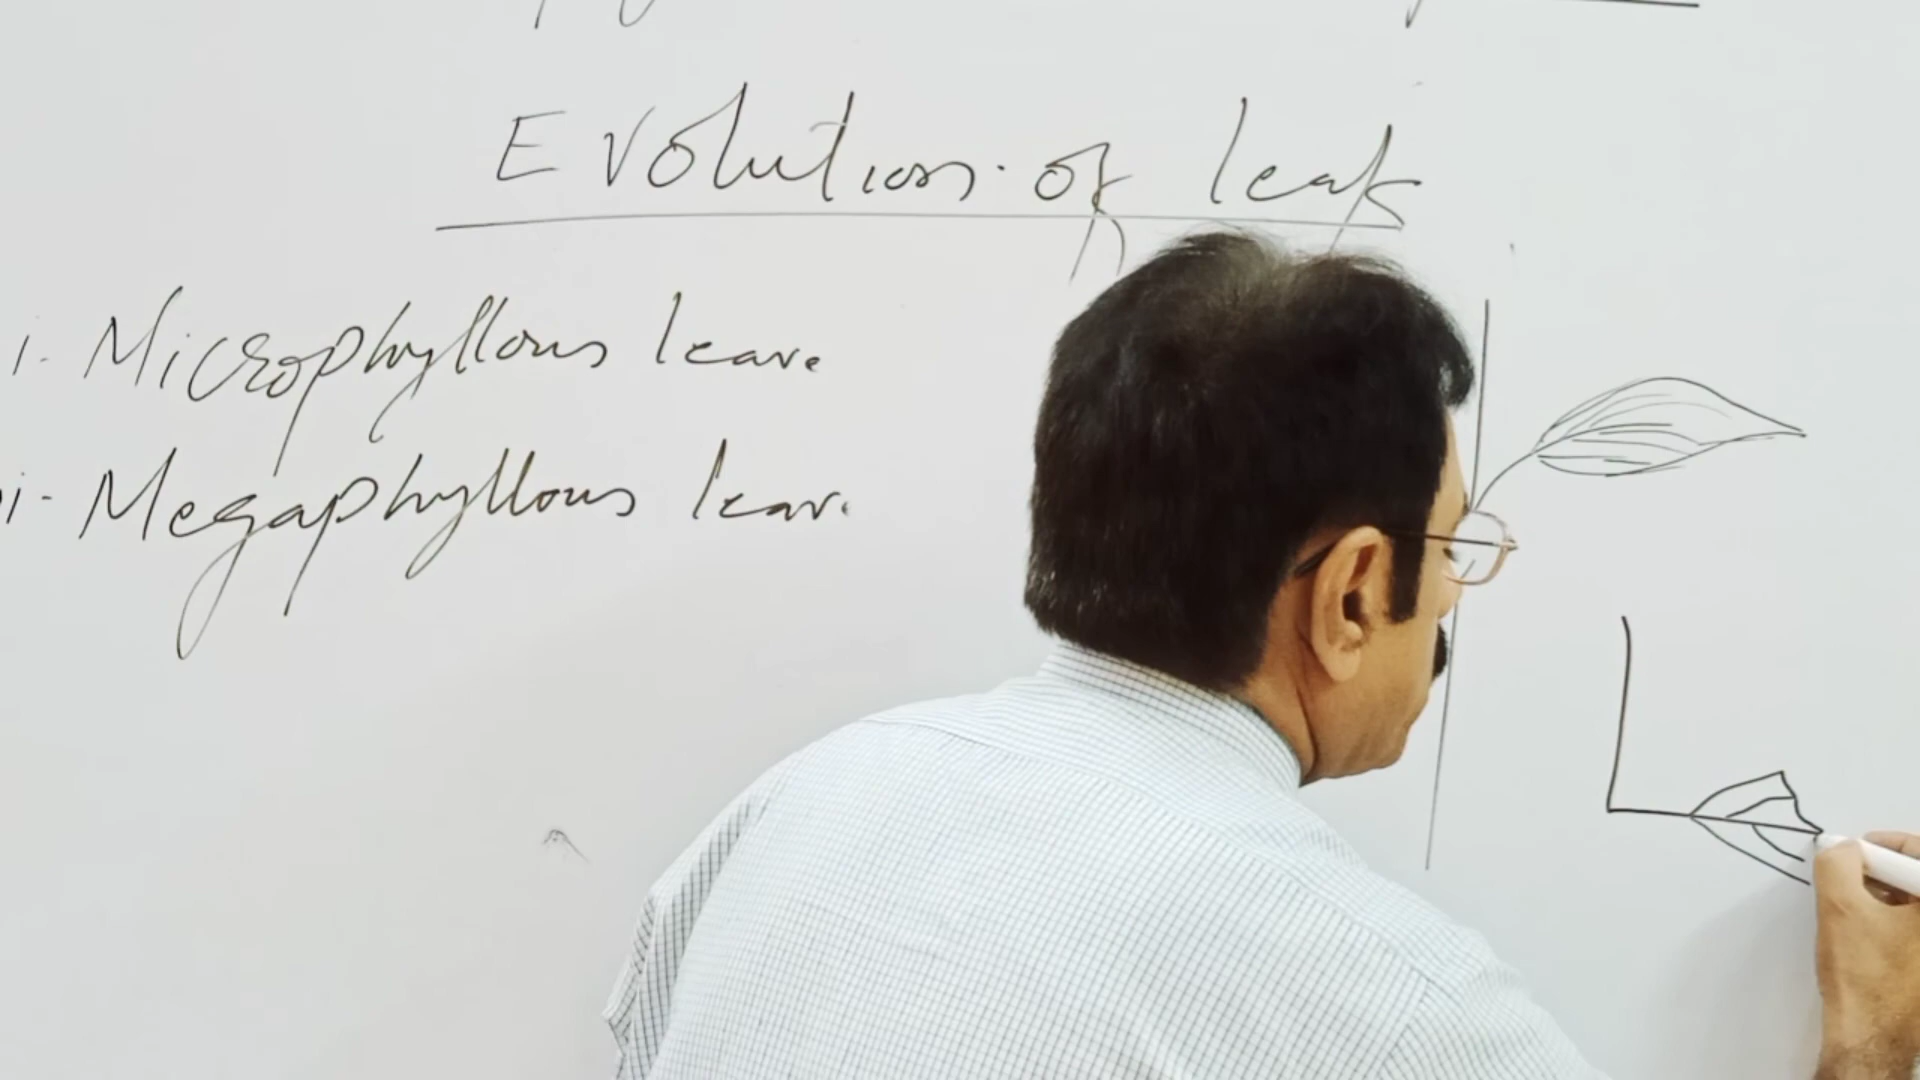 Evolution of leaf
i. Microphyllous leave
ii- Megaphyllous leave